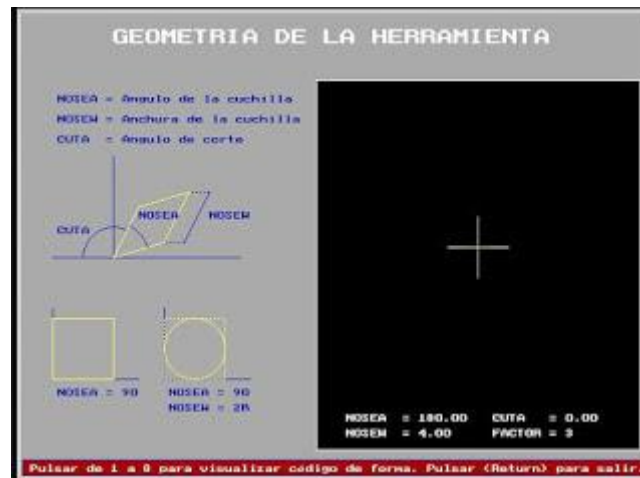 GEOMETRIA DE LA HERRAMIENTA
NOSEA = Angulo de la cuchilla
NOSEW = Anchura de la cuchilla
CUTA = Angulo de corte
NOSEA
NOSEW
CUTA
NOSEA = 90
NOSEA = 90
NOSEW = 2R
NOSEA = 180.00 CUTA = 0.00
NOSEW = 4.00 FACTOR = 3
Pulsar de 1 a 0 para visualizar código de forma. Pulsar <Return> para salir